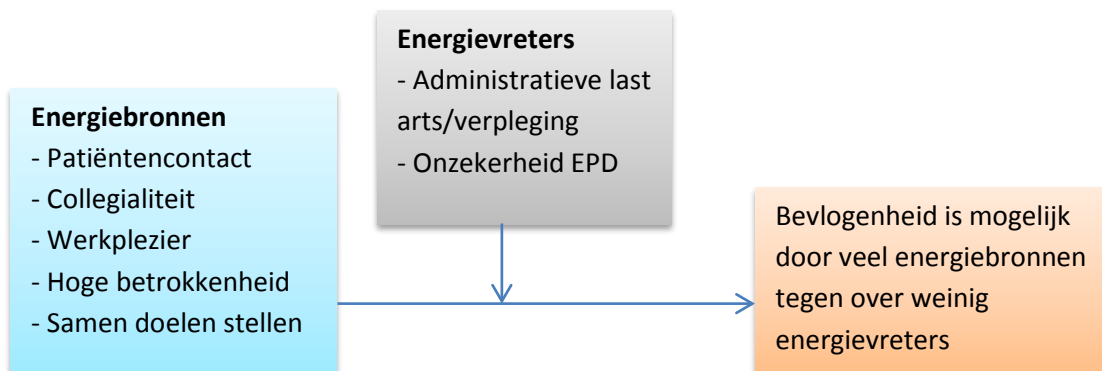 Energievreters
- Administratieve last
arts/verpleging
- Onzekerheid EPD
Energiebronnen
- Patiëntencontact
- Collegialiteit
- Werkplezier
- Hoge betrokkenheid
- Samen doelen stellen
Bevlogenheid is mogelijk
door veel energiebronnen
tegen over weinig
energievreters